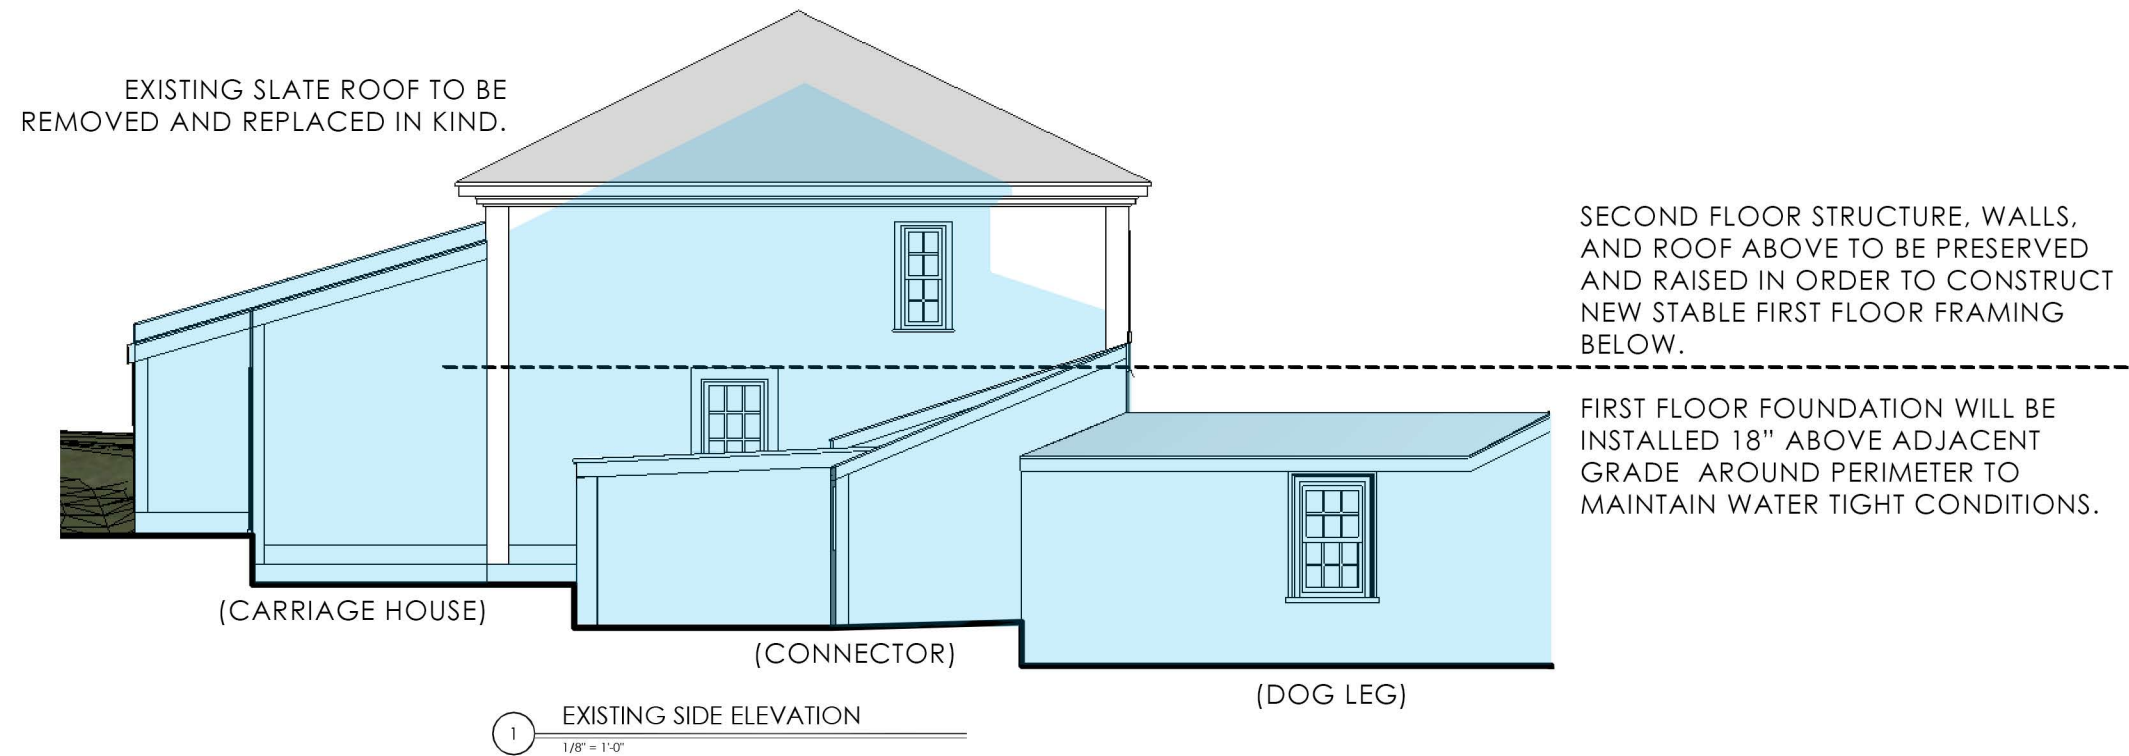 EXISTING SLATE ROOF TO BE
REMOVED AND REPLACED IN KIND.
SECOND FLOOR STRUCTURE, WALLS,
AND ROOF ABOVE TO BE PRESERVED
AND RAISED IN ORDER TO CONSTRUCT
NEW STABLE FIRST FLOOR FRAMING
BELOW.
FIRST FLOOR FOUNDATION WILL BE
INSTALLED 18” ABOVE ADJACENT
GRADE AROUND PERIMETER TO
MAINTAIN WATER TIGHT CONDITIONS.
(CARRIAGE HOUSE)
(CONNECTOR)
(DOG LEG)
1
EXISTING SIDE ELEVATION
1/8" = 1'-0"